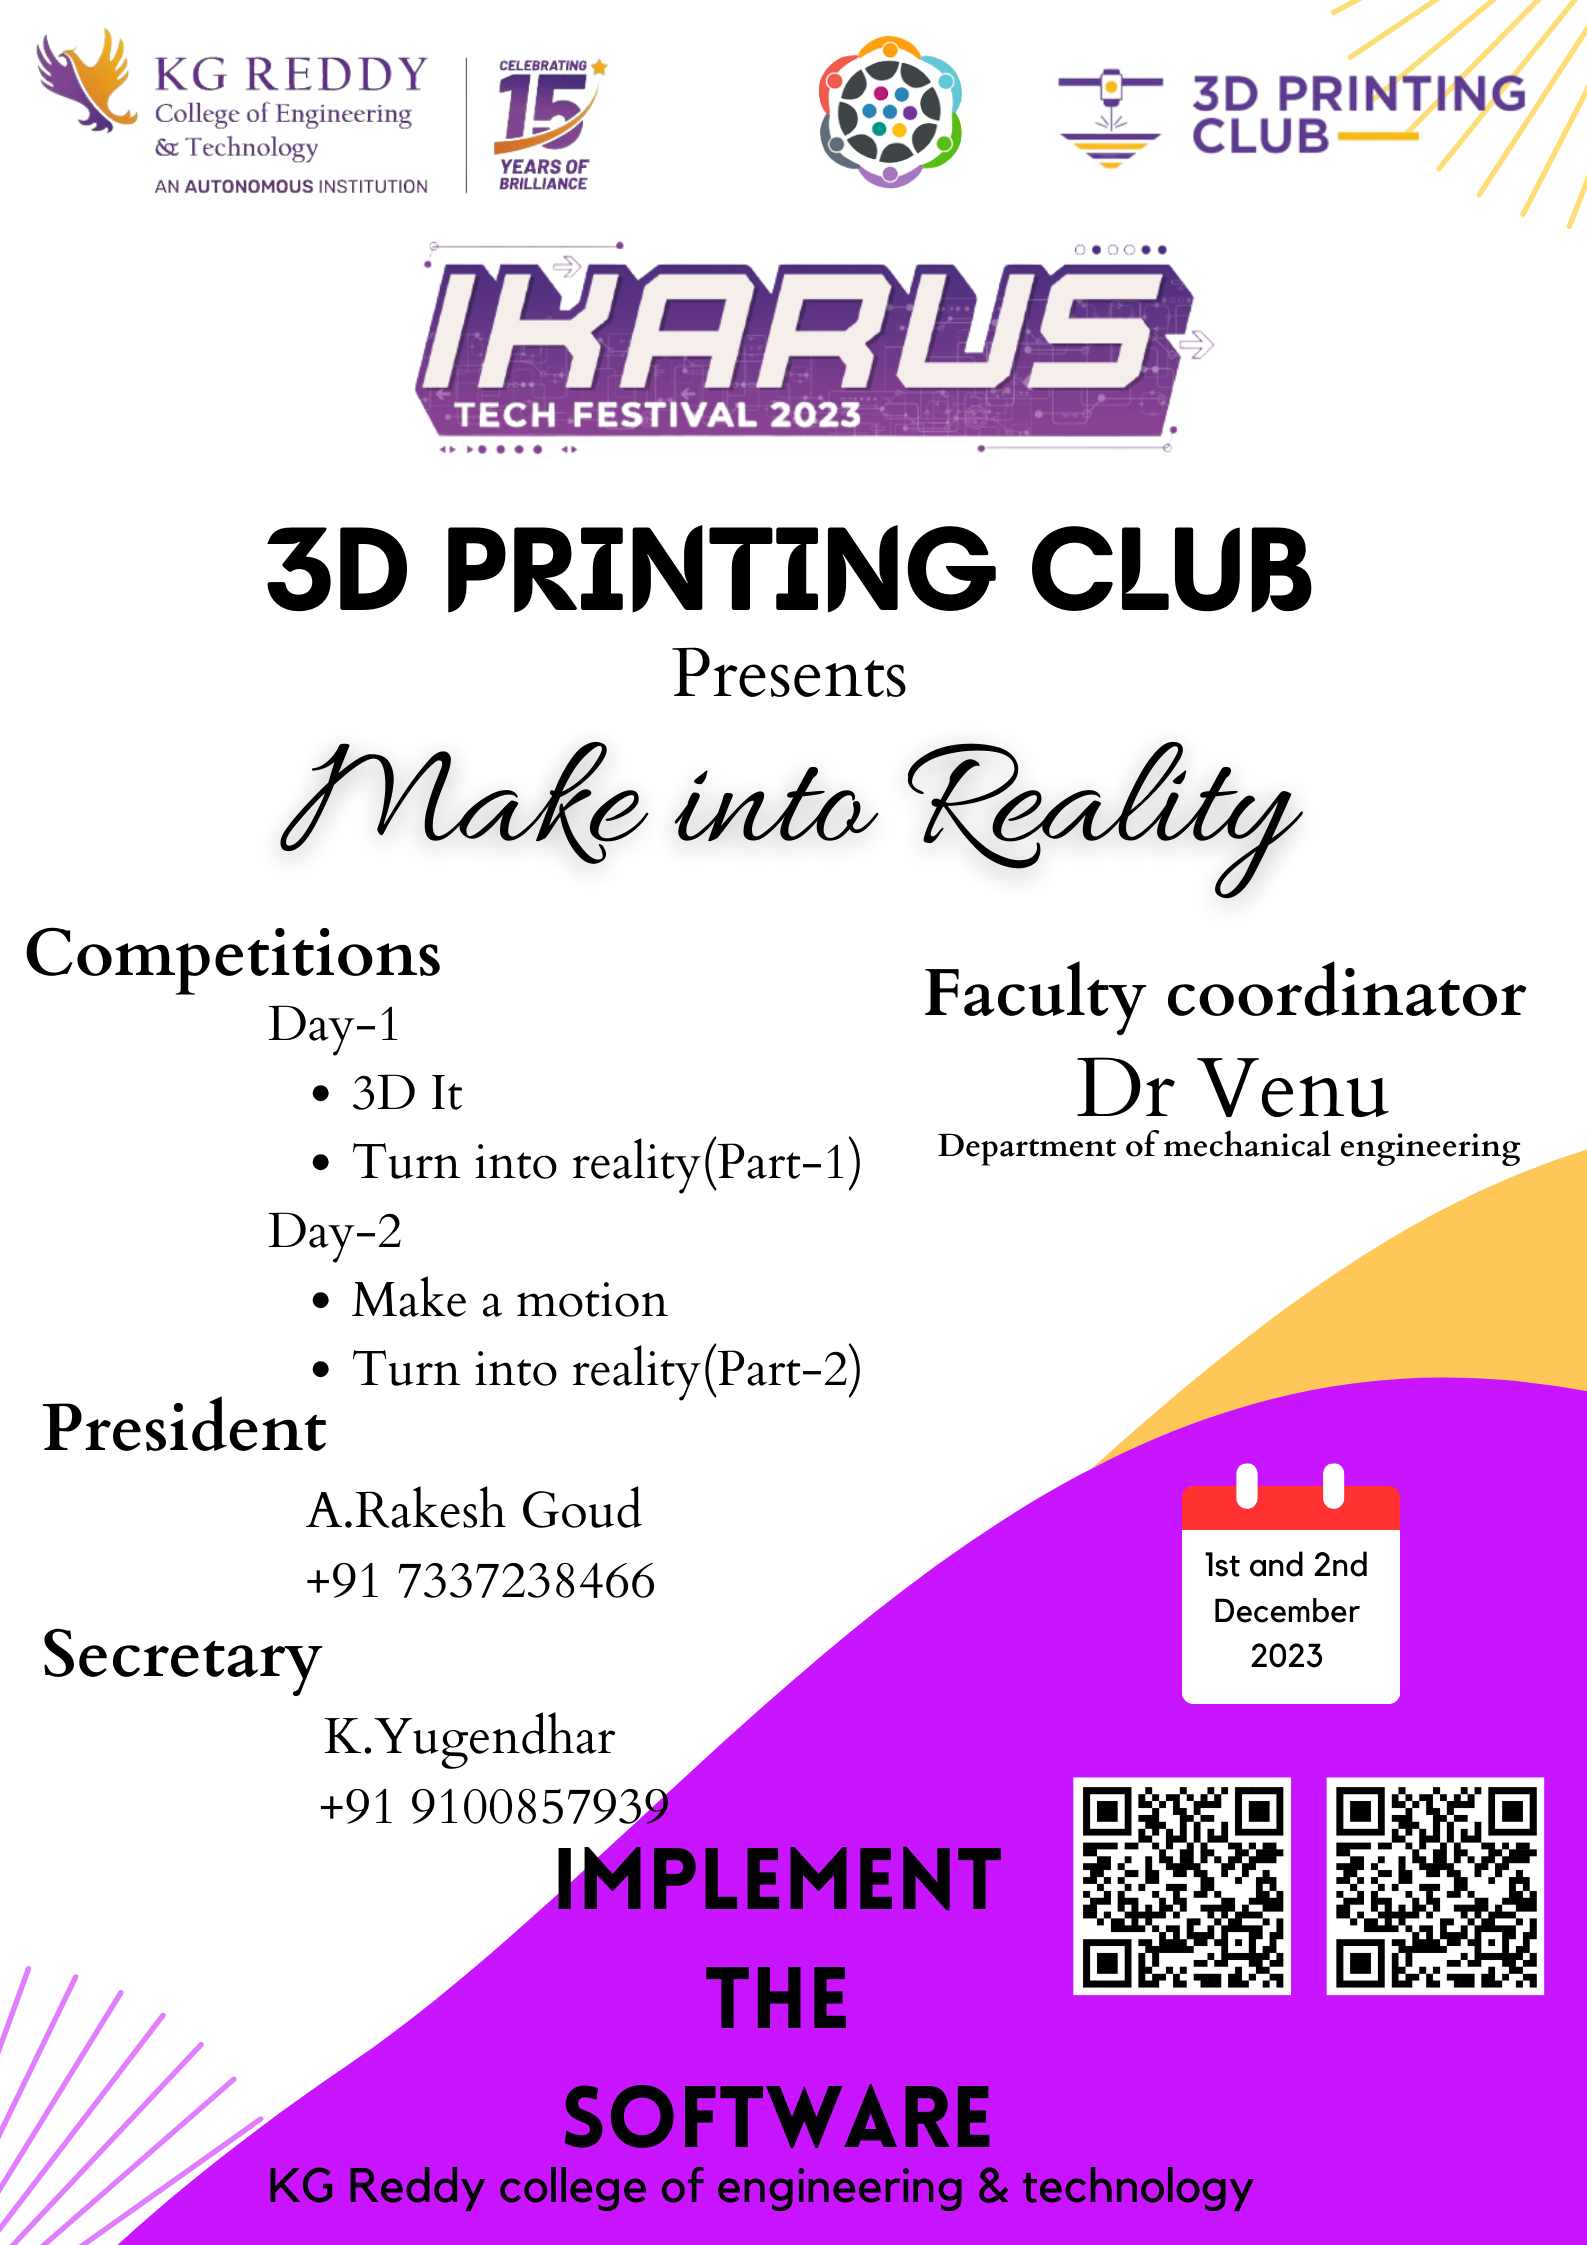 KG REDDY
College of Engineering
& Technology
AN AUTONOMOUS INSTITUTION
CELEBRATING
15
YEARS OF
BRILLIANCE
3D PRINTING
CLUB
IKARUS
TECH FESTIVAL 2023
3D PRINTING CLUB
Presents
Make into Reality
Competitions
Day-1
• 3D It
• Turn into reality(Part-1)
Day-2
• Make a motion
• Turn into reality(Part-2)
Faculty coordinator
Dr Venu
Department of mechanical engineering
President
A.Rakesh Goud
+91 7337238466
Secretary
K.Yugendhar
+91 9100857939
1st and 2nd
December
2023
IMPLEMENT
THE
SOFTWARE
KG Reddy college of engineering & technology